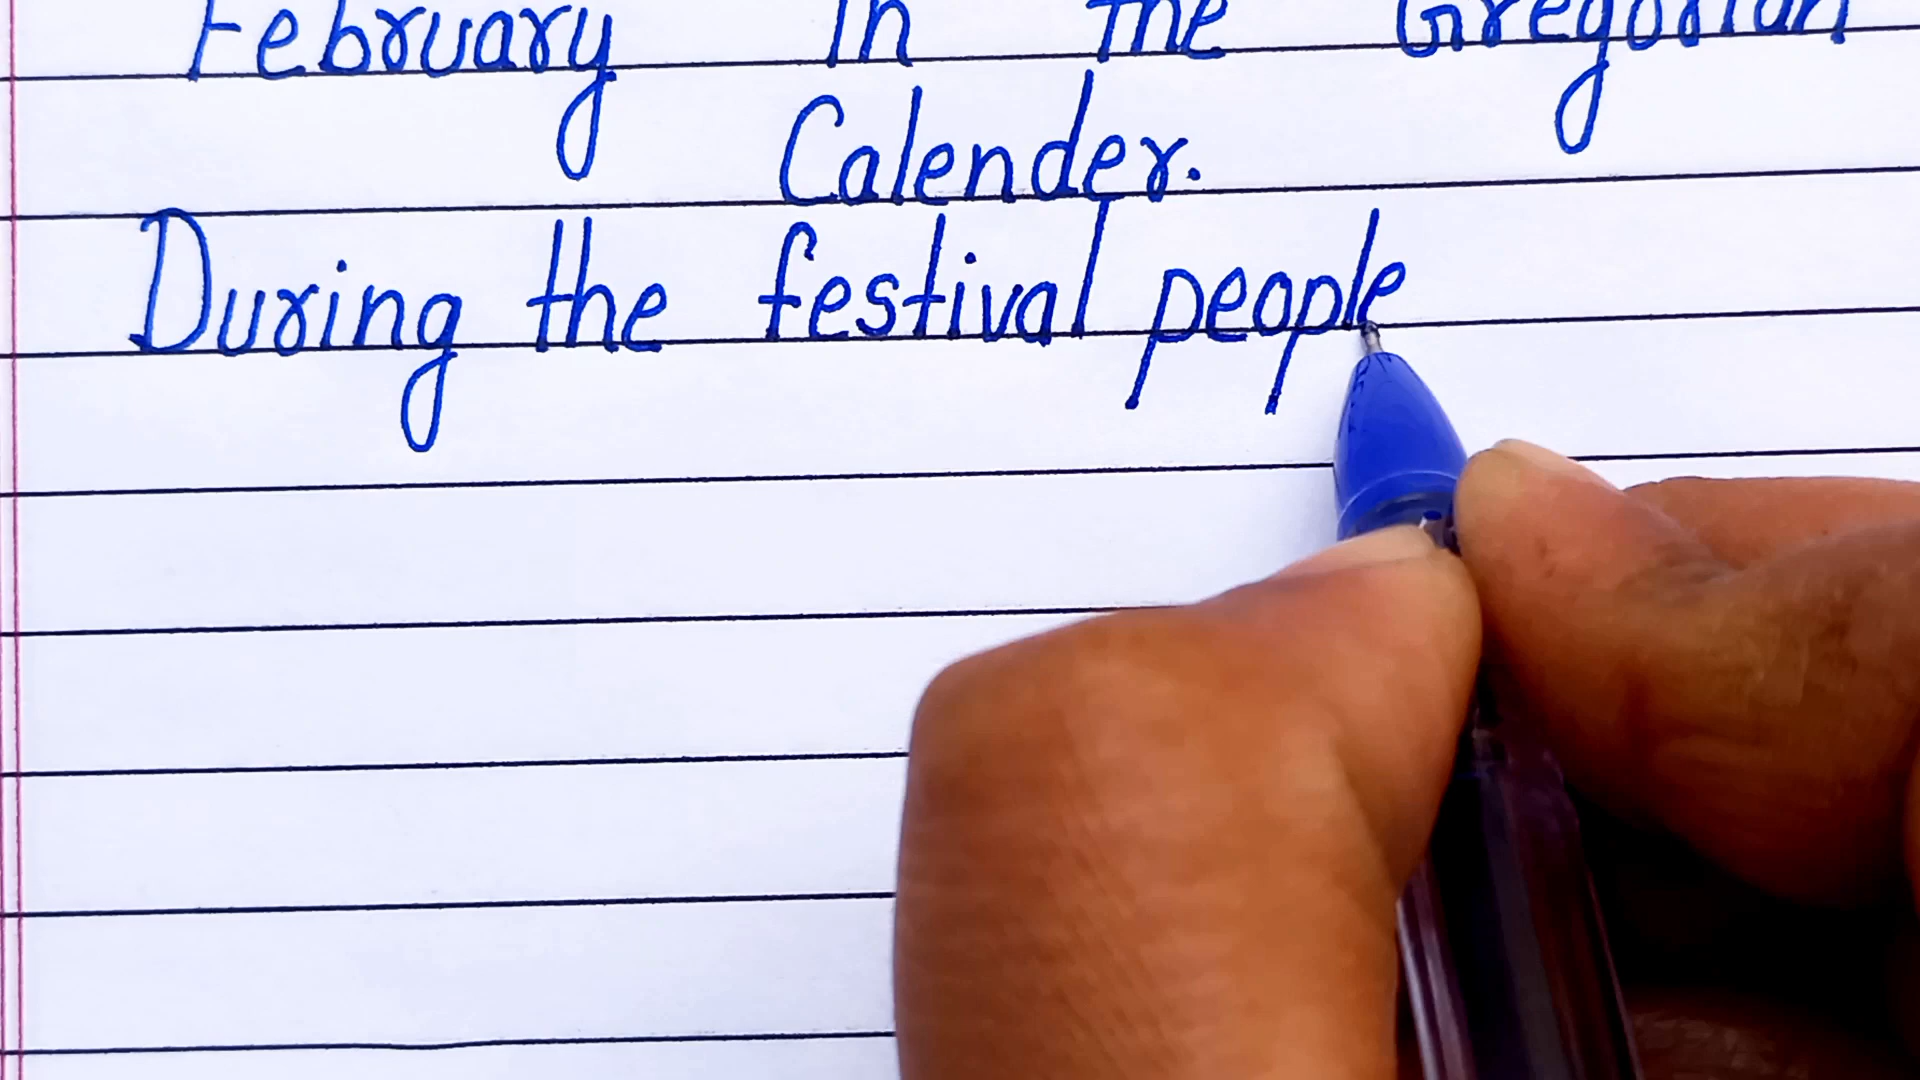 February in the Gregorian
Calender.
During the festival people